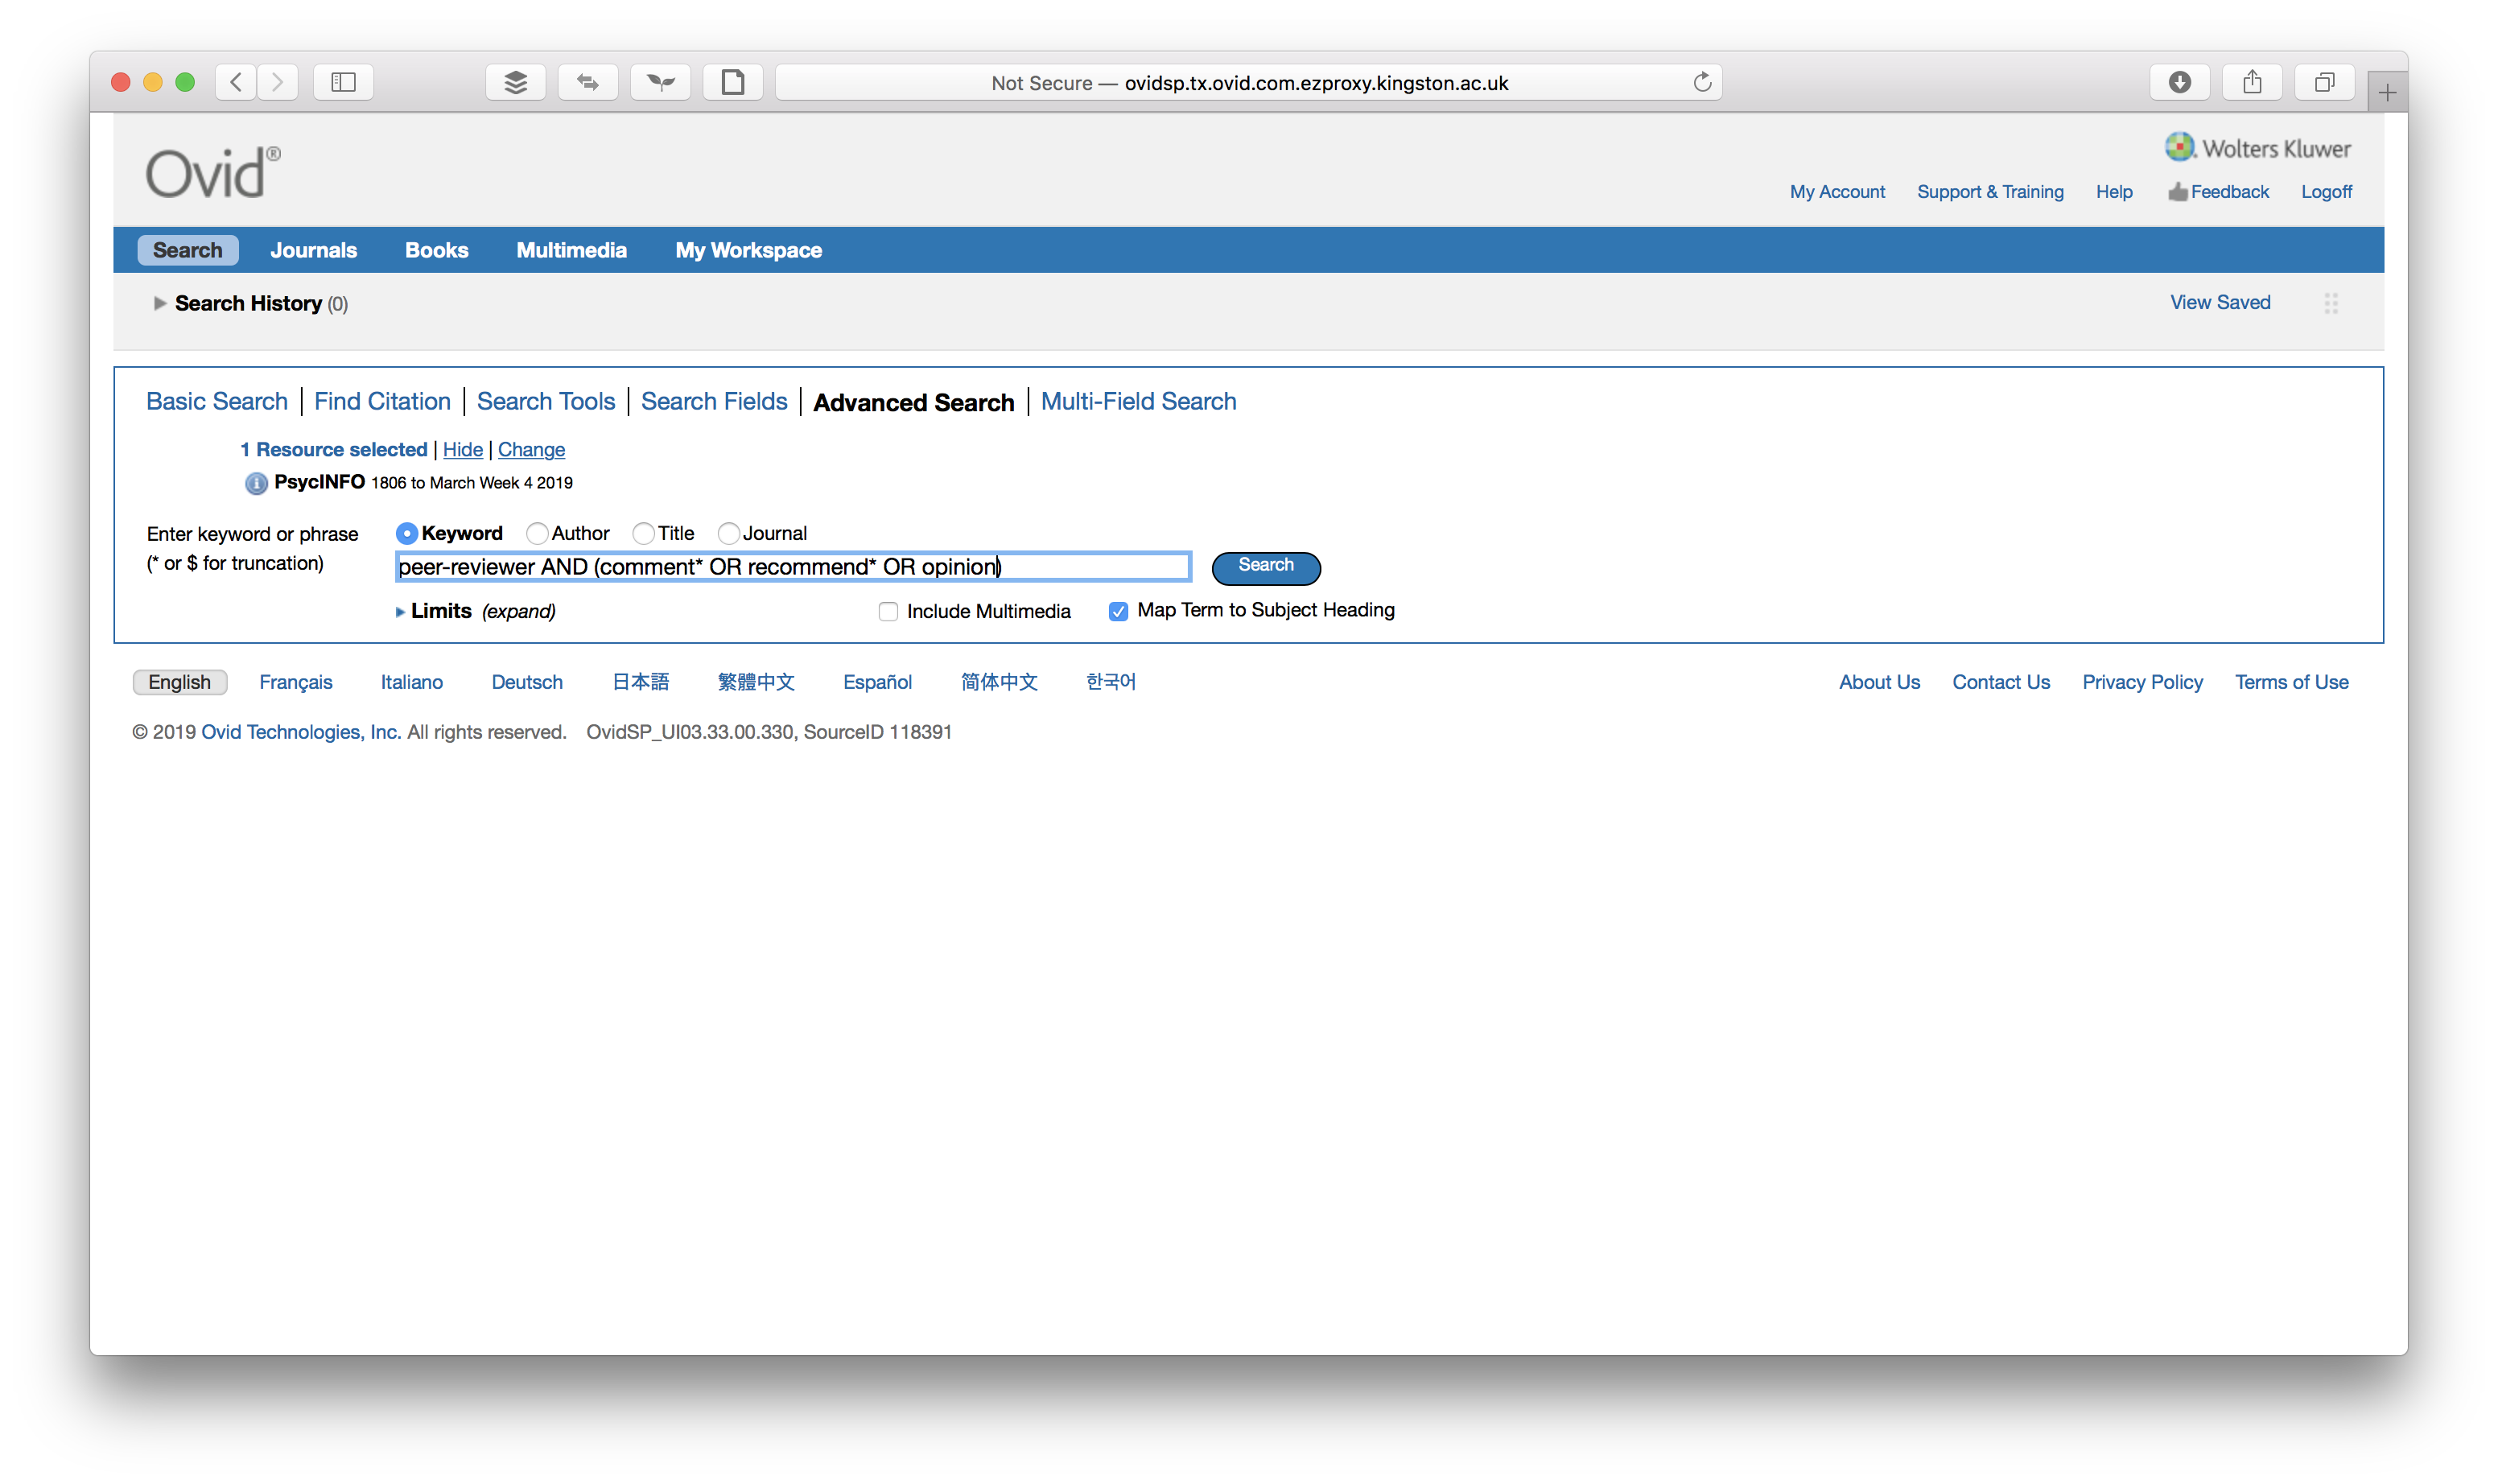 Not Secure — ovidsp.tx.ovid.com.ezproxy.kingston.ac.uk
Ovid®
Wolters Kluwer
My Account Support & Training Help Feedback Logoff
Search Journals Books Multimedia My Workspace
Search History (0) View Saved
Basic Search | Find Citation | Search Tools | Search Fields | Advanced Search | Multi-Field Search
1 Resource selected | Hide | Change
PsycINFO 1806 to March Week 4 2019
Enter keyword or phrase
(* or $ for truncation)
Keyword Author Title Journal
peer-reviewer AND (comment* OR recommend* OR opinion)
Search
Limits (expand) Include Multimedia Map Term to Subject Heading
English Français Italiano Deutsch 日本語 繁體中文 Español 简体中文 한국어 About Us Contact Us Privacy Policy Terms of Use
© 2019 Ovid Technologies, Inc. All rights reserved. OvidSP_UI03.33.00.330, SourceID 118391